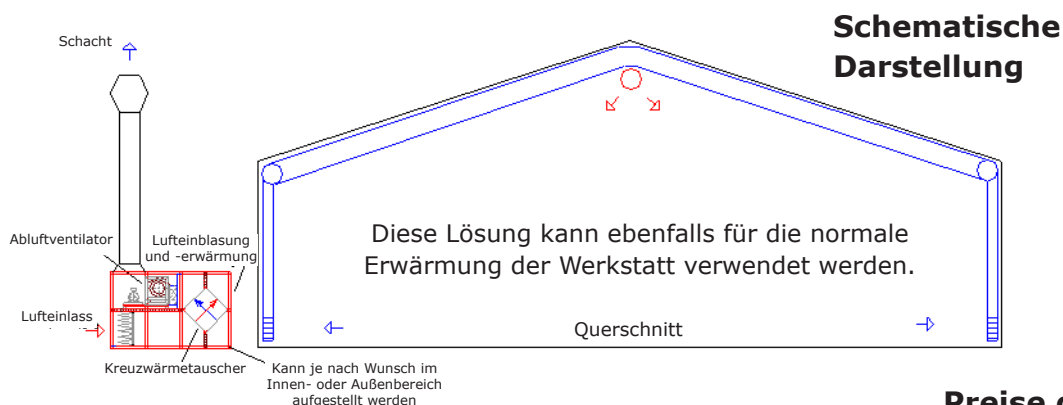 Schematische
Darstellung
Schacht
Abluftventilator
Lufteinblasung
und -erwärmung
Diese Lösung kann ebenfalls für die normale
Erwärmung der Werkstatt verwendet werden.
Lufteinlass
Querschnitt
Kreuzwärmetauscher
Kann je nach Wunsch im
Innen- oder Außenbereich
aufgestellt werden
Preise